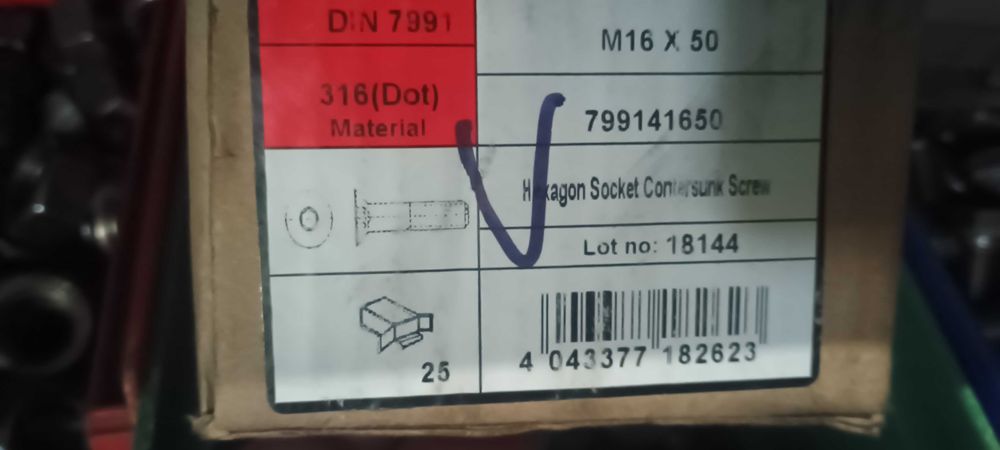 DIN 7991
M16 X 50
316(Dot)
Material
799141650
Hexagon Socket Contersunk Screw
Lot no: 18144
25
4 043377 182623